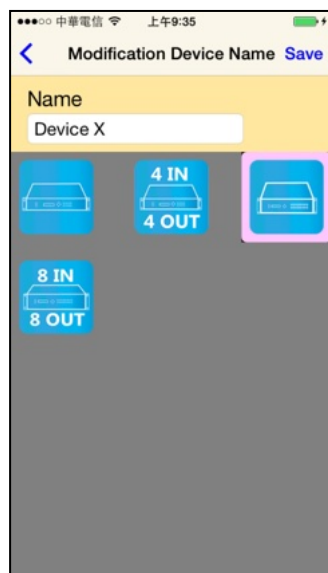 中華電信 上午9:35
Modification Device Name Save
Name
Device X
4 IN
4 OUT
8 IN
8 OUT